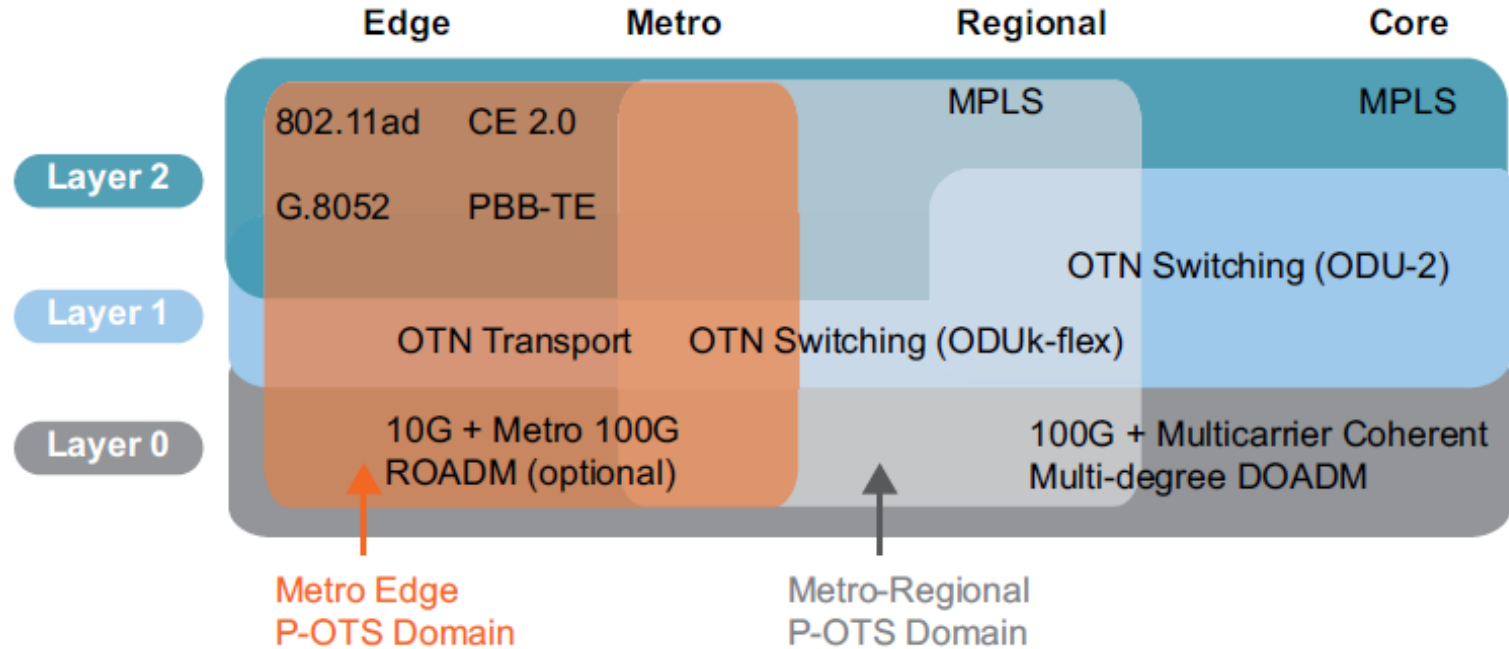 Edge Metro Regional Core
802.11ad CE 2.0 MPLS MPLS
Layer 2
G.8052 PBB-TE
OTN Switching (ODU-2)
Layer 1
OTN Transport OTN Switching (ODUk-flex)
Layer 0
10G + Metro 100G
ROADM (optional)
100G + Multicarrier Coherent
Multi-degree DOADM
Metro Edge
P-OTS Domain
Metro-Regional
P-OTS Domain